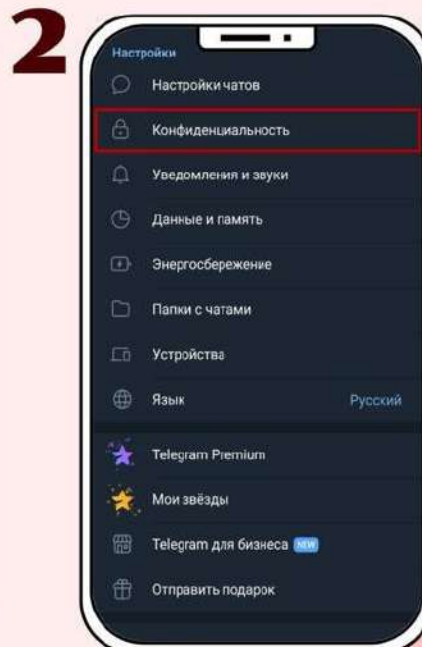 2
Настройки
Настройки чатов
Конфиденциальность
Уведомления и звуки
Данные и память
Энергосбережение
Папки с чатами
Устройства
Язык Русский
Telegram Premium
Мои звёзды
Telegram для бизнеса NEW
Отправить подарок